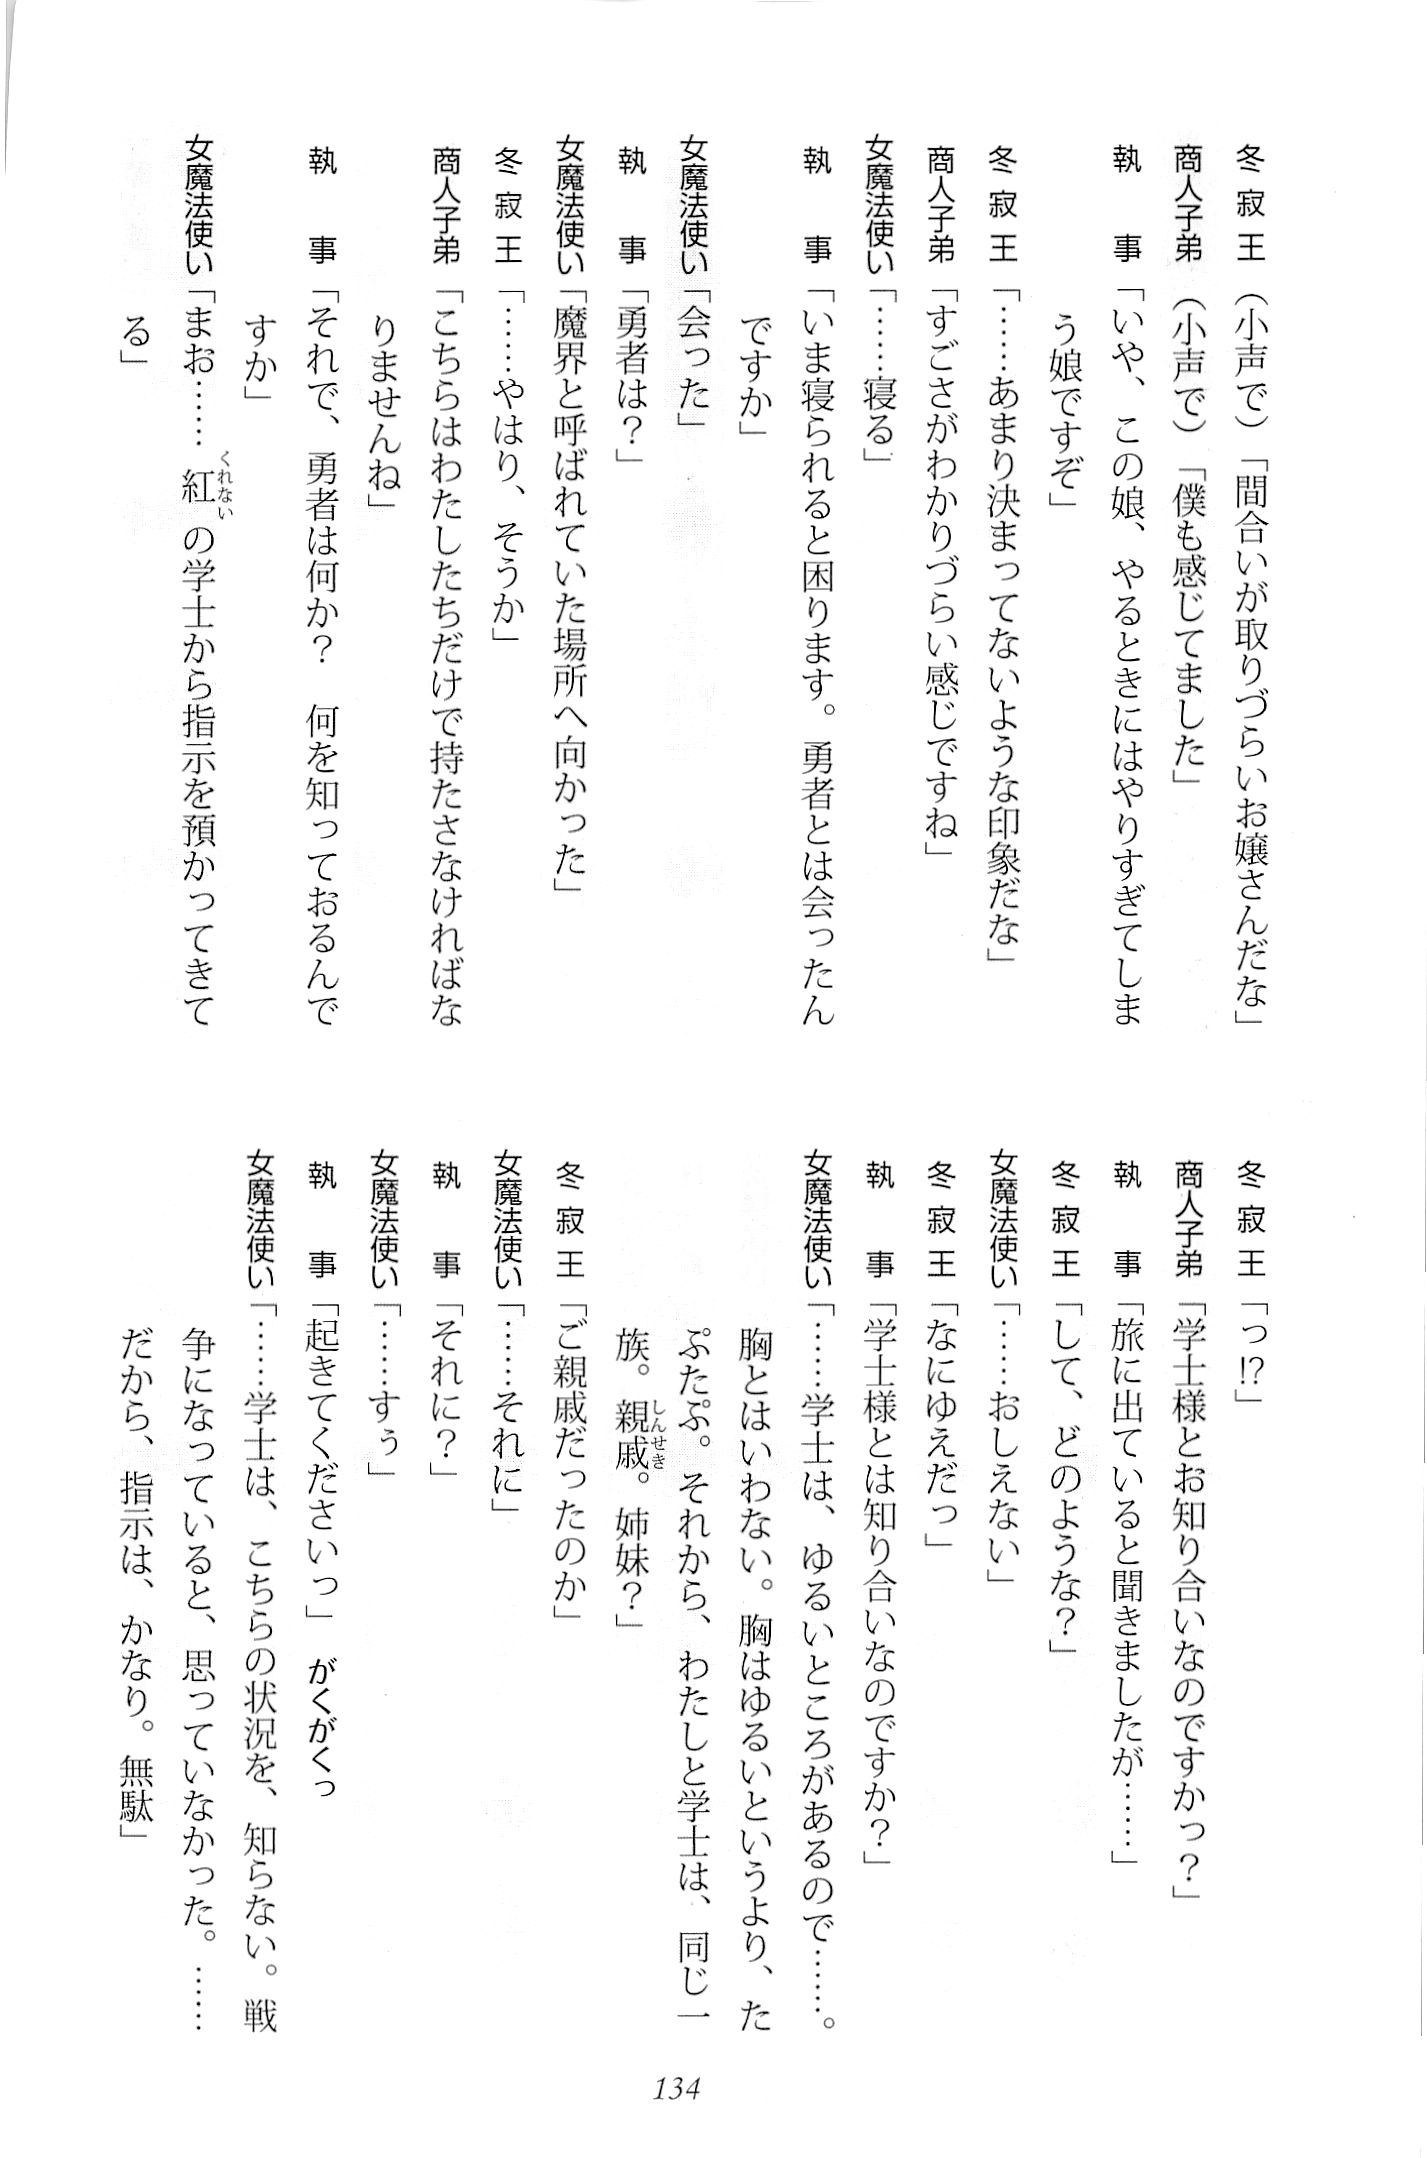 冬寂王（小声で）「間合いが取りづらいお嬢さんだな」
商人子弟（小声で）「僕も感じてました」
執事「いや、この娘、やるときにはやりすぎてしま
う娘ですぞ」
冬寂王「……あまり決まってないような印象だな」
商人子弟「すごさがわかりづらい感じですね」
女魔法使い「……寝る」
執事「いま寝られると困ります。勇者とは会ったん
ですか」
女魔法使い「会った」
執事「勇者は？」
女魔法使い「魔界と呼ばれていた場所へ向かった」
冬寂王「……やはり、そうか」
商人子弟「こちらはわたしたちだけで持たさなければな
りませんね」
執事「それで、勇者は何か？　何を知っておるんで
すか」
女魔法使い「まお……紅くれないの学士から指示を預かってきて
る」
冬寂王「っ!?」
商人子弟「学士様とお知り合いなのですかっ？」
執事「旅に出ていると聞きましたが……」
冬寂王「して、どのような？」
女魔法使い「……おしえない」
冬寂王「なにゆえだっ」
執事「学士様とは知り合いなのですか？」
女魔法使い「……学士は、ゆるいところがあるので……。
胸とはいわない。胸はゆるいというより、た
ぷたぷ。それから、わたしと学士は、同じ一
族。親戚しんせき。姉妹？」
冬寂王「ご親戚だったのか」
女魔法使い「……それに」
執事「それに？」
女魔法使い「……すぅ」
執事「起きてくださいっ」がくがくっ
女魔法使い「……学士は、こちらの状況を、知らない。戦
争になっていると、思っていなかった。……
だから、指示は、かなり。無駄」
134